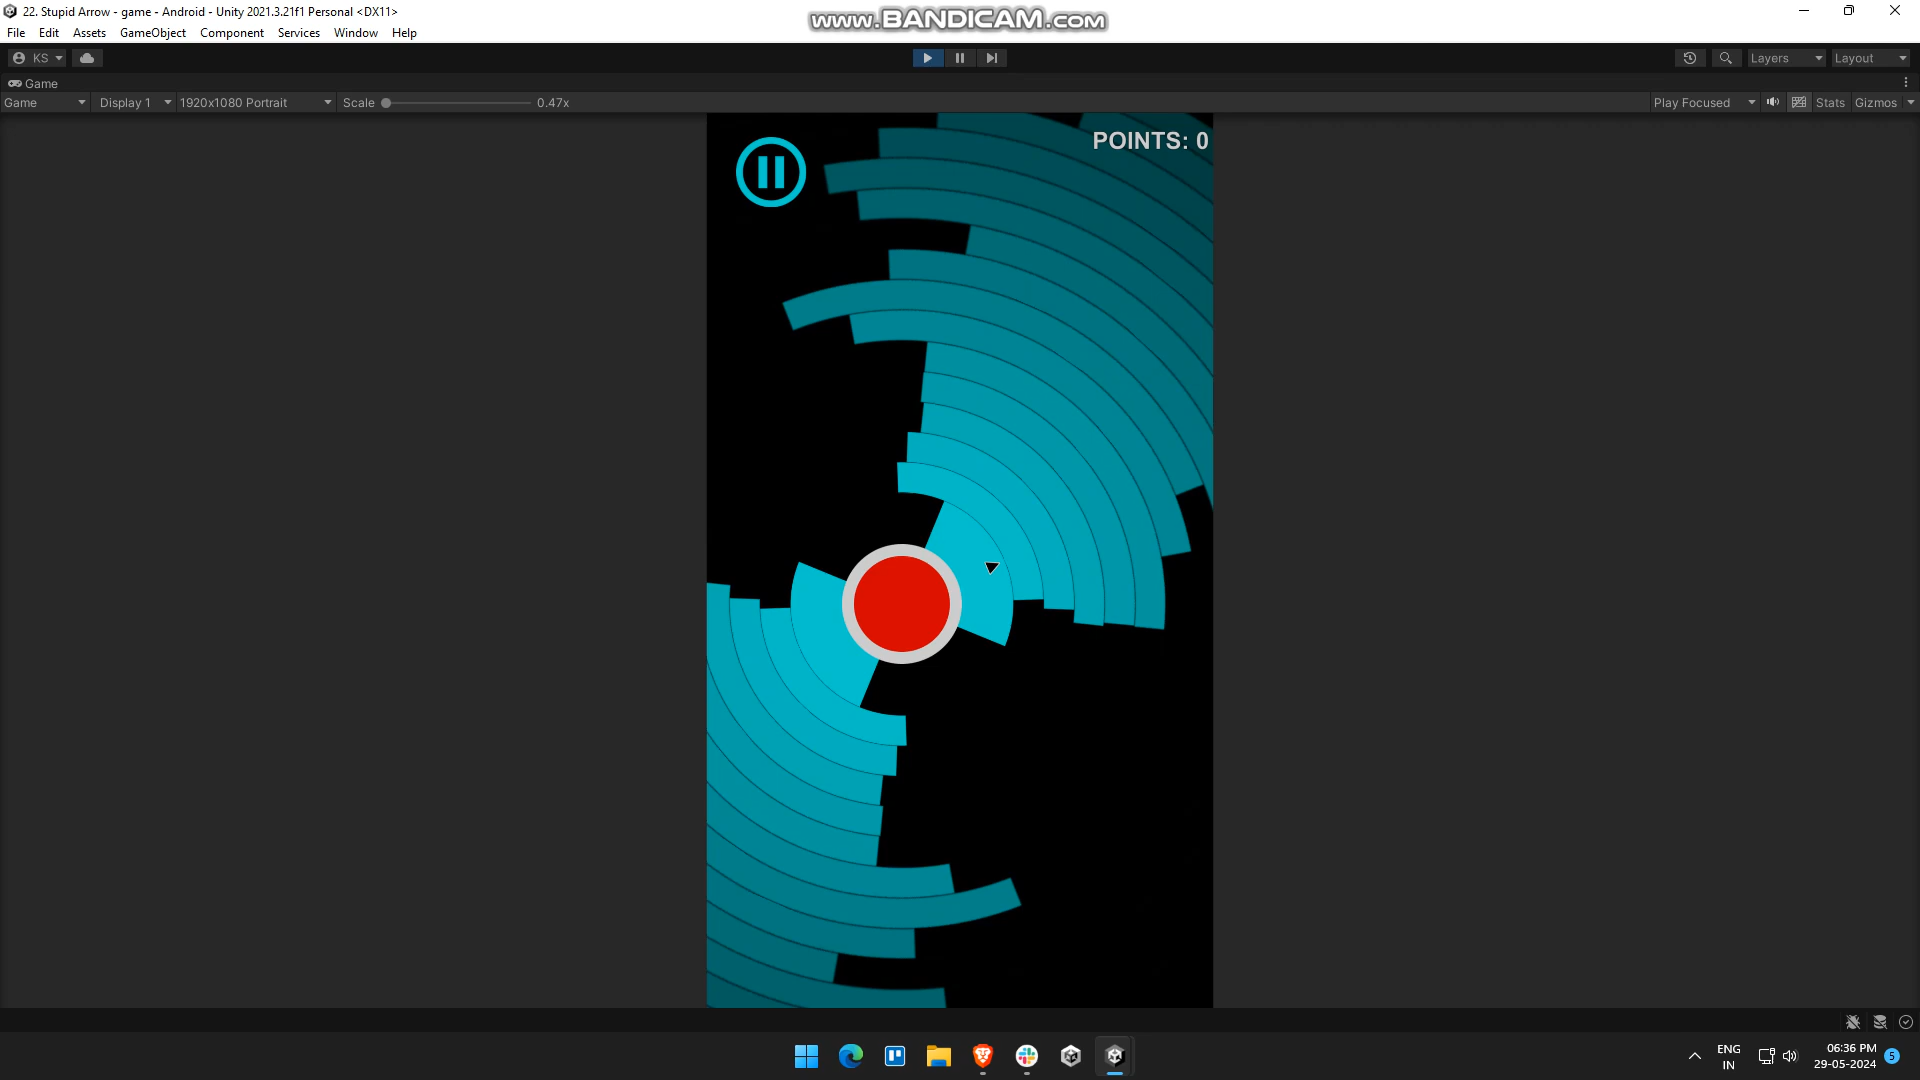 22. Stupid Arrow - game - Android - Unity 2021.3.21f1 Personal <DX11>
www.BANDICAM.com
File Edit Assets GameObject Component Services Window Help
KS
Layers
Layout
Game
Game
Display 1
1920x1080 Portrait
Scale
0.47x
Play Focused
Stats
Gizmos
POINTS: 0
ENG
IN
06:36 PM
29-05-2024
5